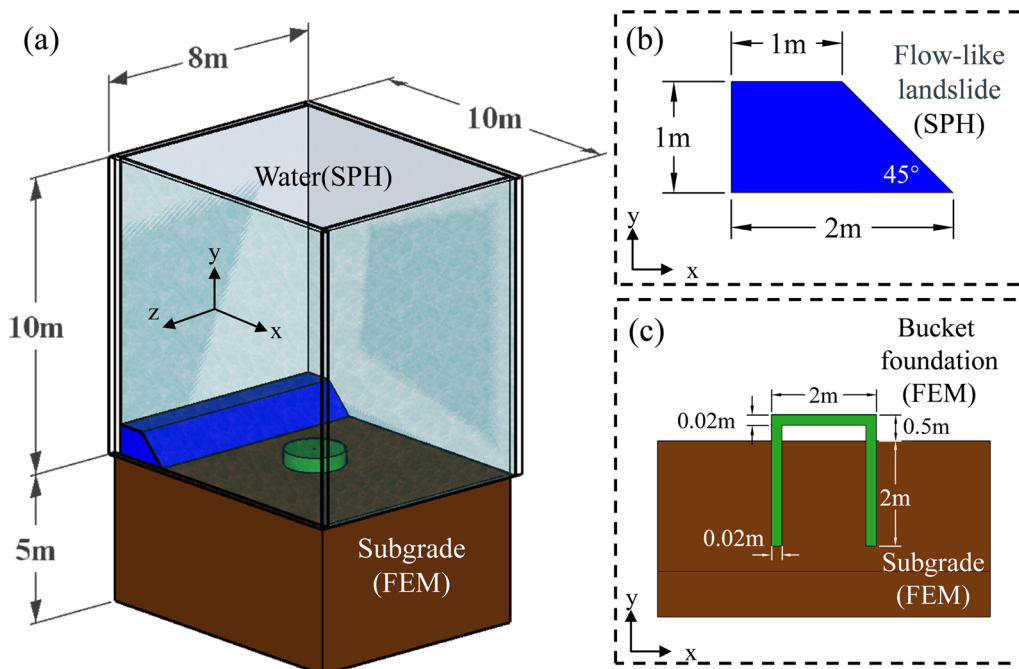 (a)
8m
10m
Water(SPH)
y
z
x
10m
5m
Subgrade
(FEM)
(b)
1m
Flow-like
landslide
(SPH)
1m
45°
2m
y
x
(c)
Bucket
foundation
(FEM)
2m
0.02m
0.5m
2m
0.02m
Subgrade
(FEM)
y
x